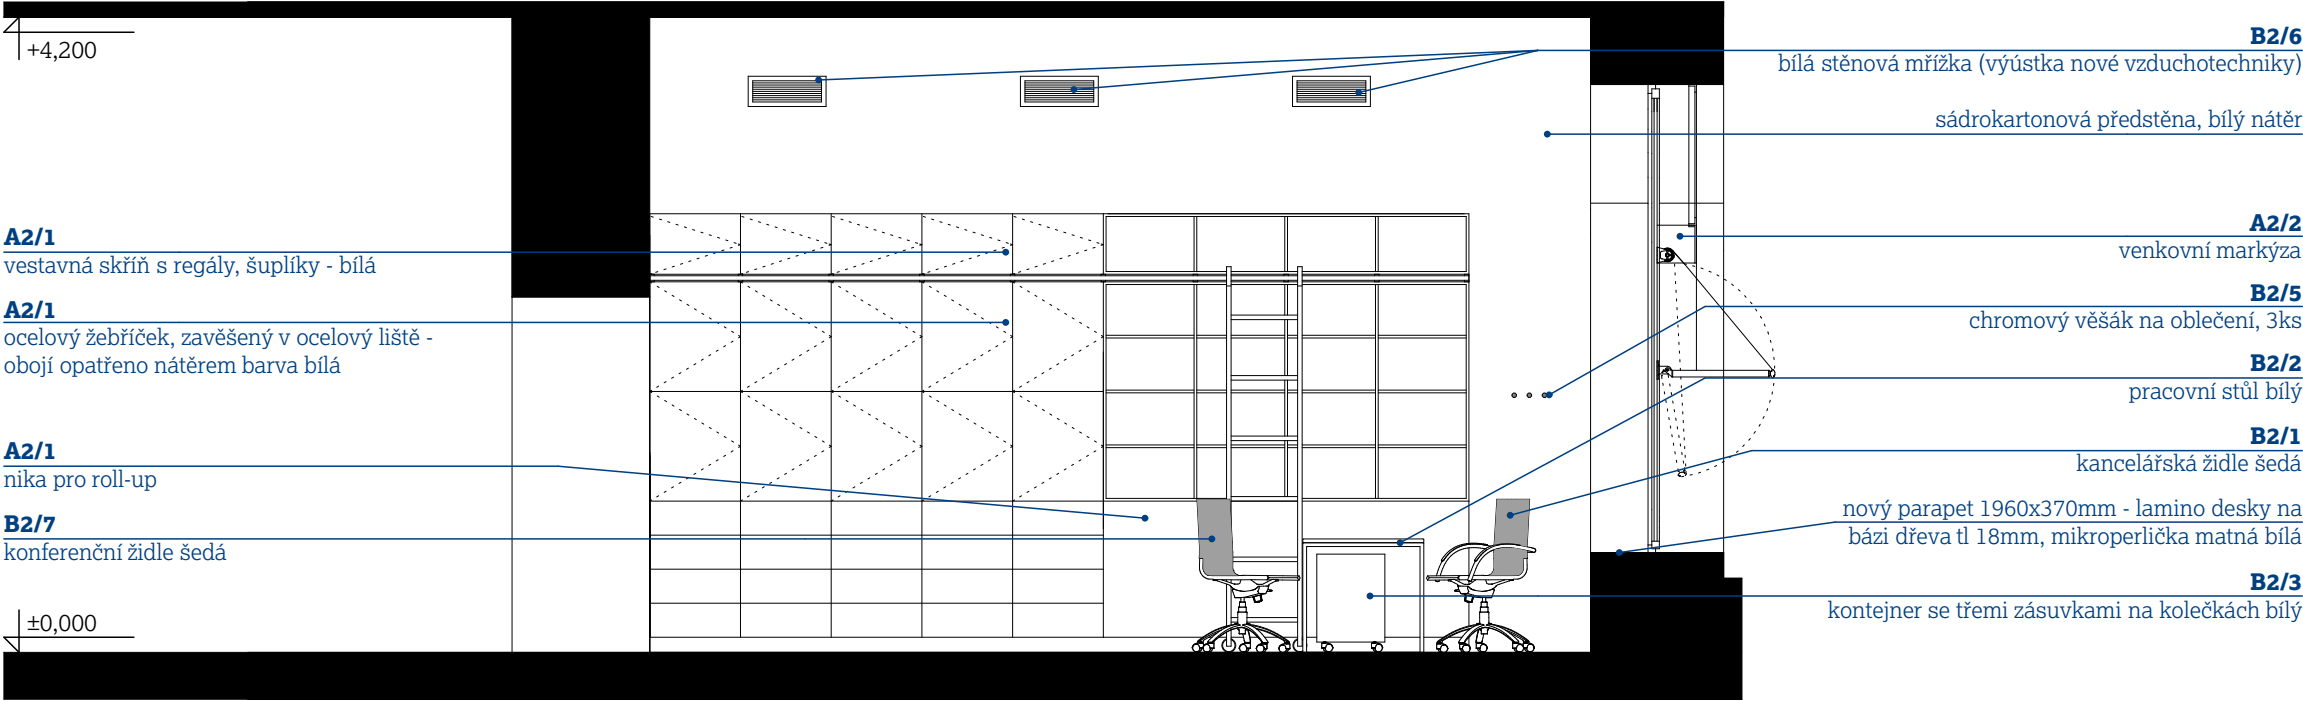 +4,200
A2/1
vestavná skříň s regály, šuplíky - bílá
A2/1
ocelový žebříček, zavěšený v ocelový liště -
obojí opatřeno nátěrem barva bílá
A2/1
nika pro roll-up
B2/7
konferenční židle šedá
±0,000
B2/6
bílá stěnová mřížka (výústka nové vzduchotechniky)
sádrokartonová předstěna, bílý nátěr
A2/2
venkovní markýza
B2/5
chromový věšák na oblečení, 3ks
B2/2
pracovní stůl bílý
B2/1
kancelářská židle šedá
nový parapet 1960x370mm - lamino desky na
bázi dřeva tl 18mm, mikroperlička matná bílá
B2/3
kontejner se třemi zásuvkami na kolečkách bílý